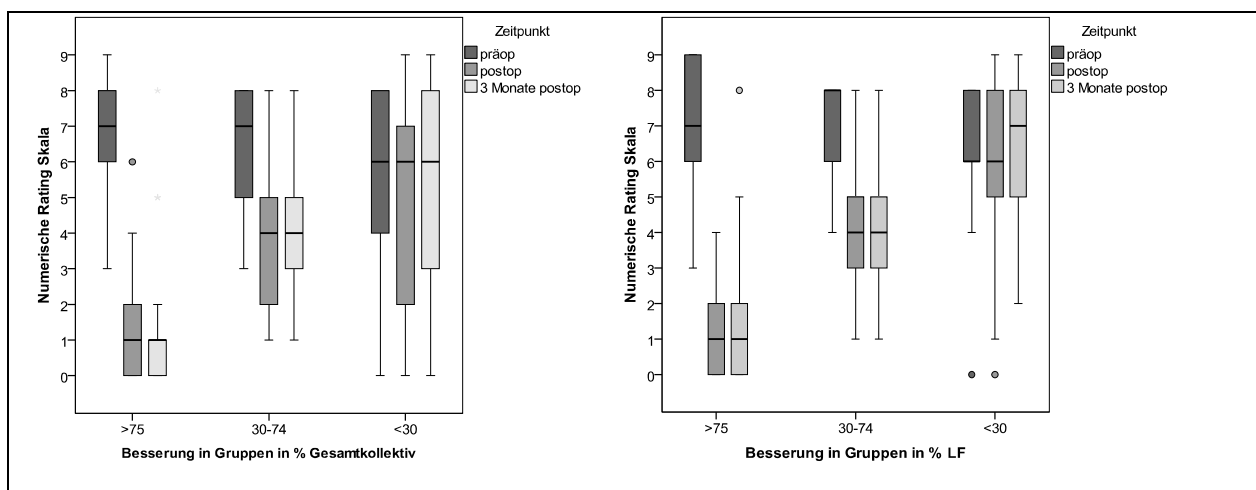 Zeitpunkt
präop
postop
3 Monate postop
Numerische Rating Skala
9
8
7
6
5
4
3
2
1
0
>75
30-74
<30
Besserung in Gruppen in % Gesamtkollektiv
Zeitpunkt
präop
postop
3 Monate postop
Numerische Rating Skala
9
8
7
6
5
4
3
2
1
0
>75
30-74
<30
Besserung in Gruppen in % LF